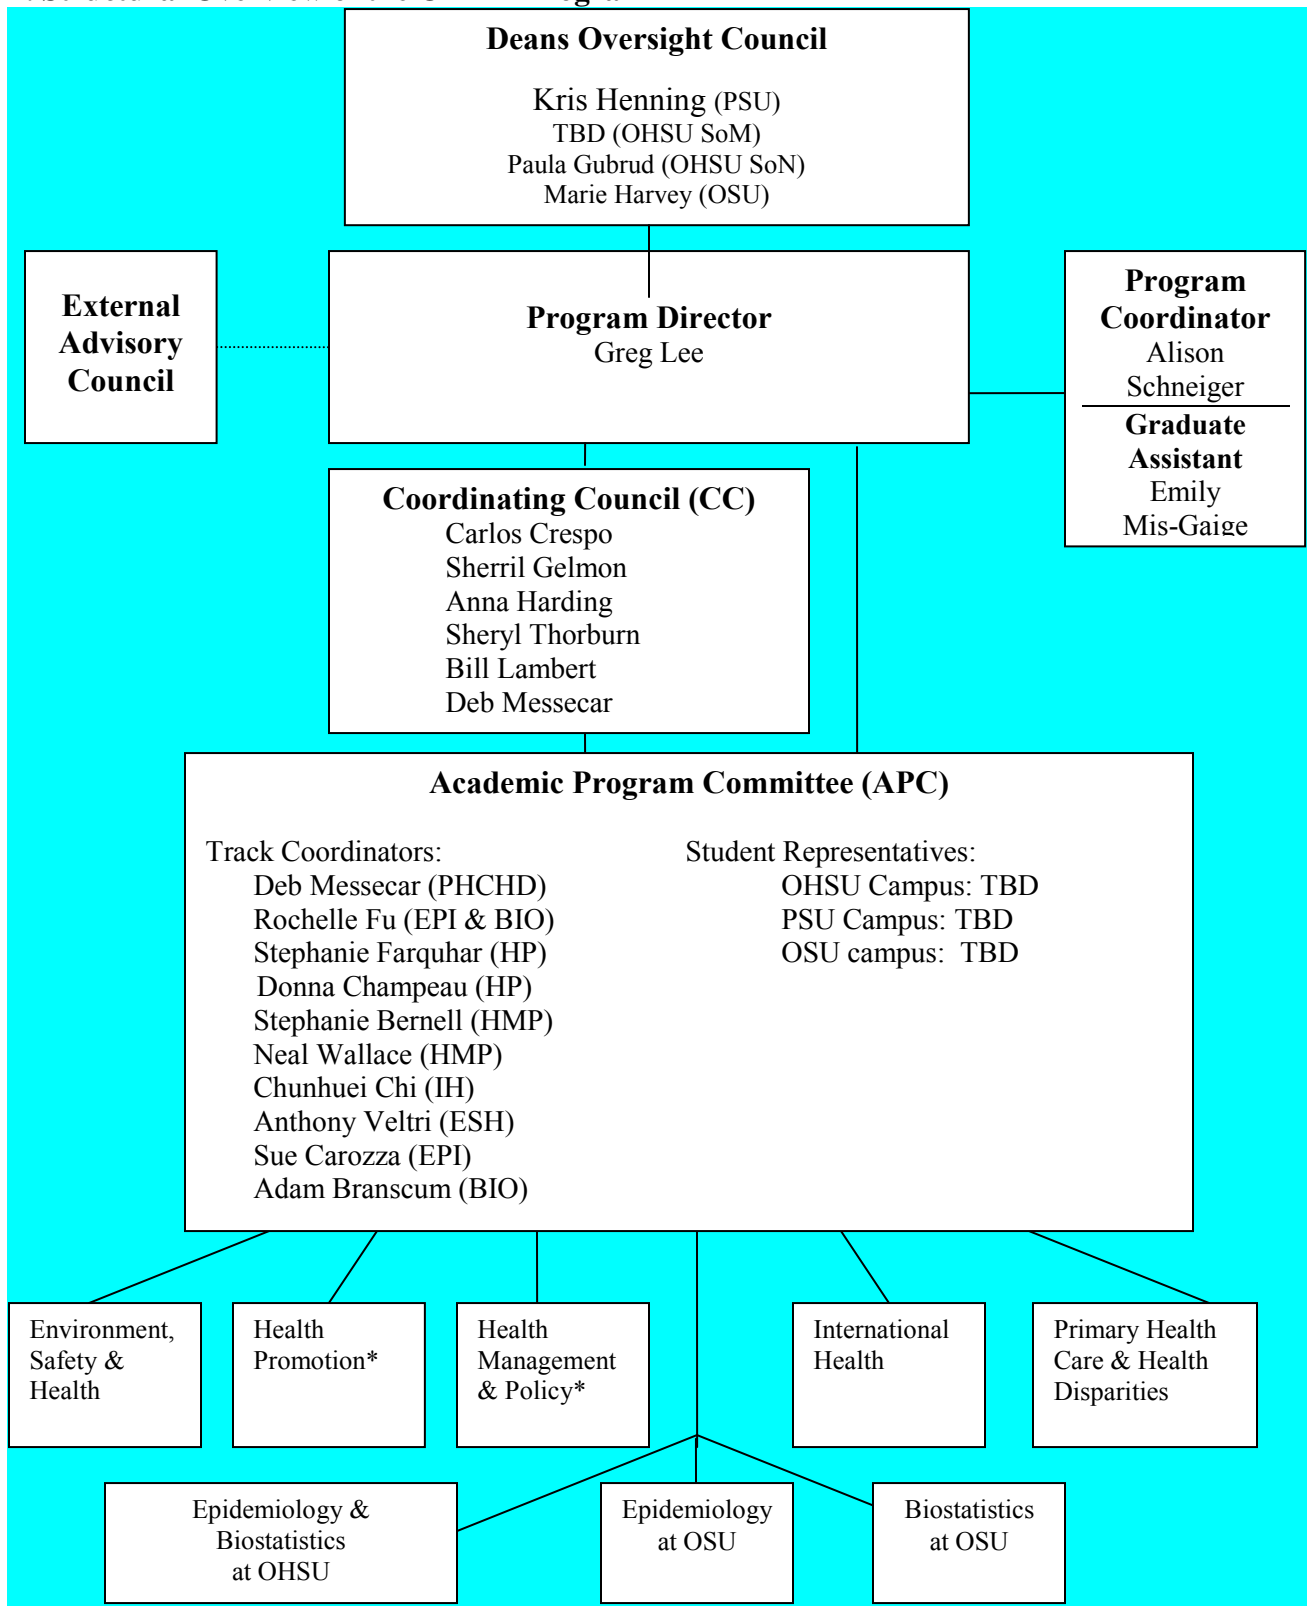 Deans Oversight Council
Kris Henning (PSU)
TBD (OHSU SoM)
Paula Gubrud (OHSU SoN)
Marie Harvey (OSU)
External
Advisory
Council
Program Director
Greg Lee
Program
Coordinator
Alison
Schneiger
Graduate
Assistant
Emily
Mis-Gaige
Coordinating Council (CC)
Carlos Crespo
Sherril Gelmon
Anna Harding
Sheryl Thorburn
Bill Lambert
Deb Messecar
Academic Program Committee (APC)
Track Coordinators:
Deb Messecar (PHCHD)
Rochelle Fu (EPI & BIO)
Stephanie Farquhar (HP)
Donna Champeau (HP)
Stephanie Bernell (HMP)
Neal Wallace (HMP)
Chunhuei Chi (IH)
Anthony Veltri (ESH)
Sue Carozza (EPI)
Adam Branscum (BIO)
Student Representatives:
OHSU Campus: TBD
PSU Campus: TBD
OSU campus:  TBD
Environment,
Safety &
Health
Health
Promotion*
Health
Management
& Policy*
International
Health
Primary Health
Care & Health
Disparities
Epidemiology &
Biostatistics
at OHSU
Epidemiology
at OSU
Biostatistics
at OSU